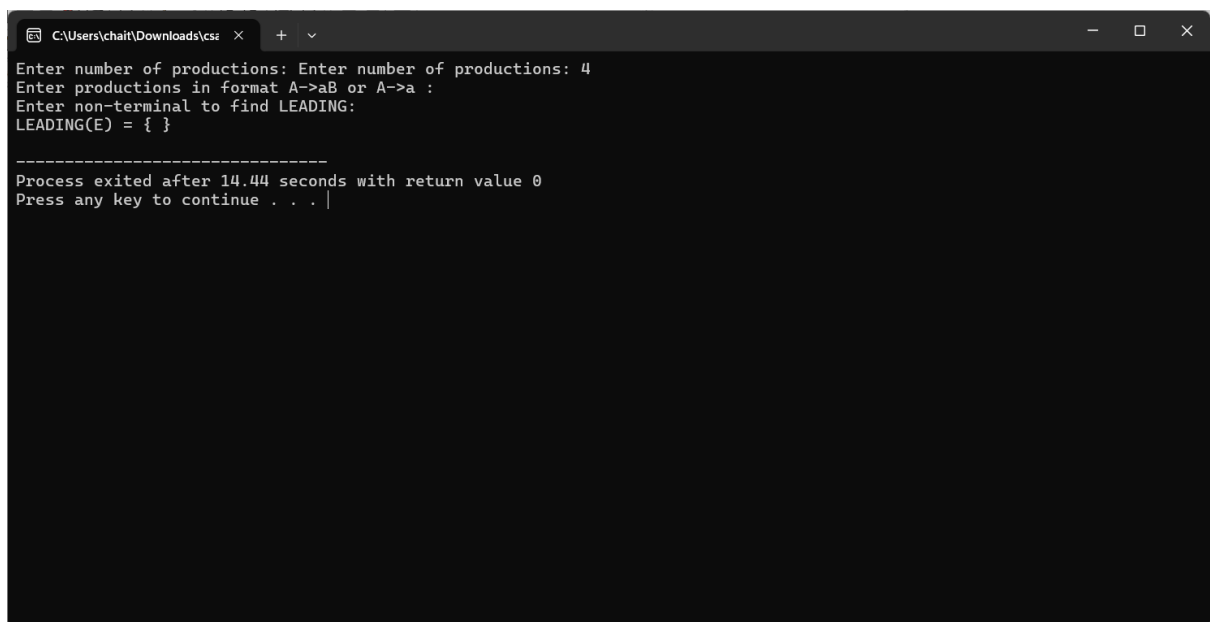 C:\Users\chait\Downloads\csa
Enter number of productions: Enter number of productions: 4
Enter productions in format A->aB or A->a :
Enter non-terminal to find LEADING:
LEADING(E) = { }
--------------------------------
Process exited after 14.44 seconds with return value 0
Press any key to continue . . .